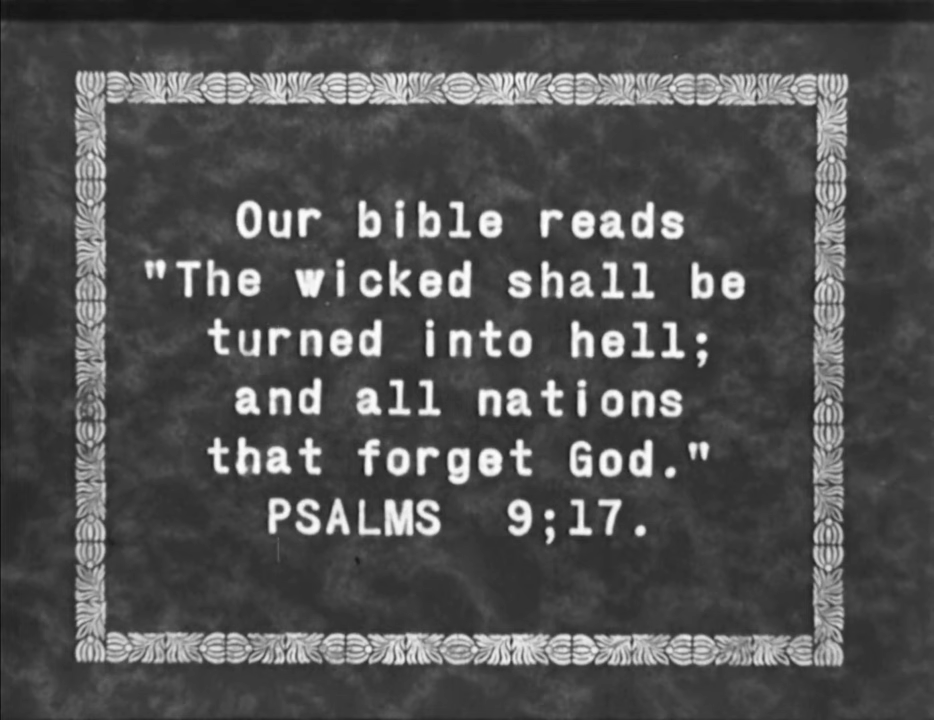 Our bible reads
"The wicked shall be
turned into hell;
and all nations
that forget God."
PSALMS 9;17.